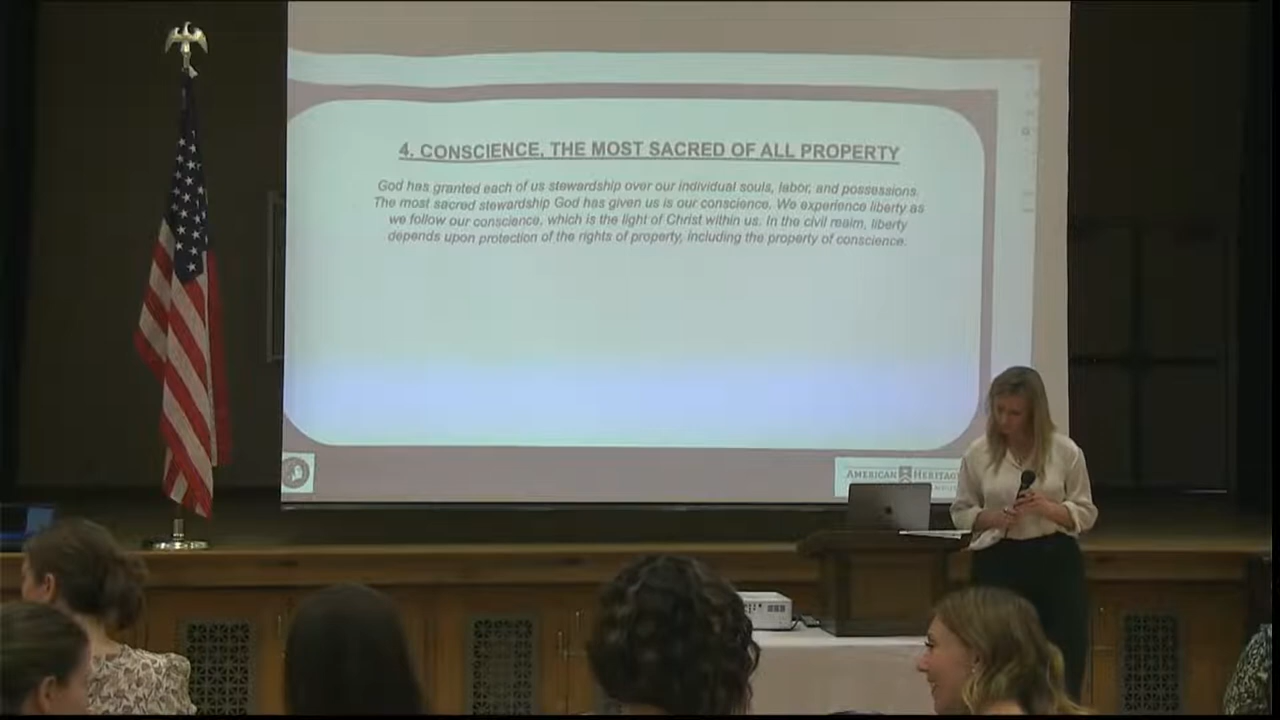 4. CONSCIENCE, THE MOST SACRED OF ALL PROPERTY
God has granted each of us stewardship over our individual souls, labor, and possessions.
The most sacred stewardship God has given us is our conscience. We experience liberty as
we follow our conscience, which is the light of Christ within us. In the civil realm, liberty
depends upon protection of the rights of property, including the property of conscience.
AMERICAN HERITAGE